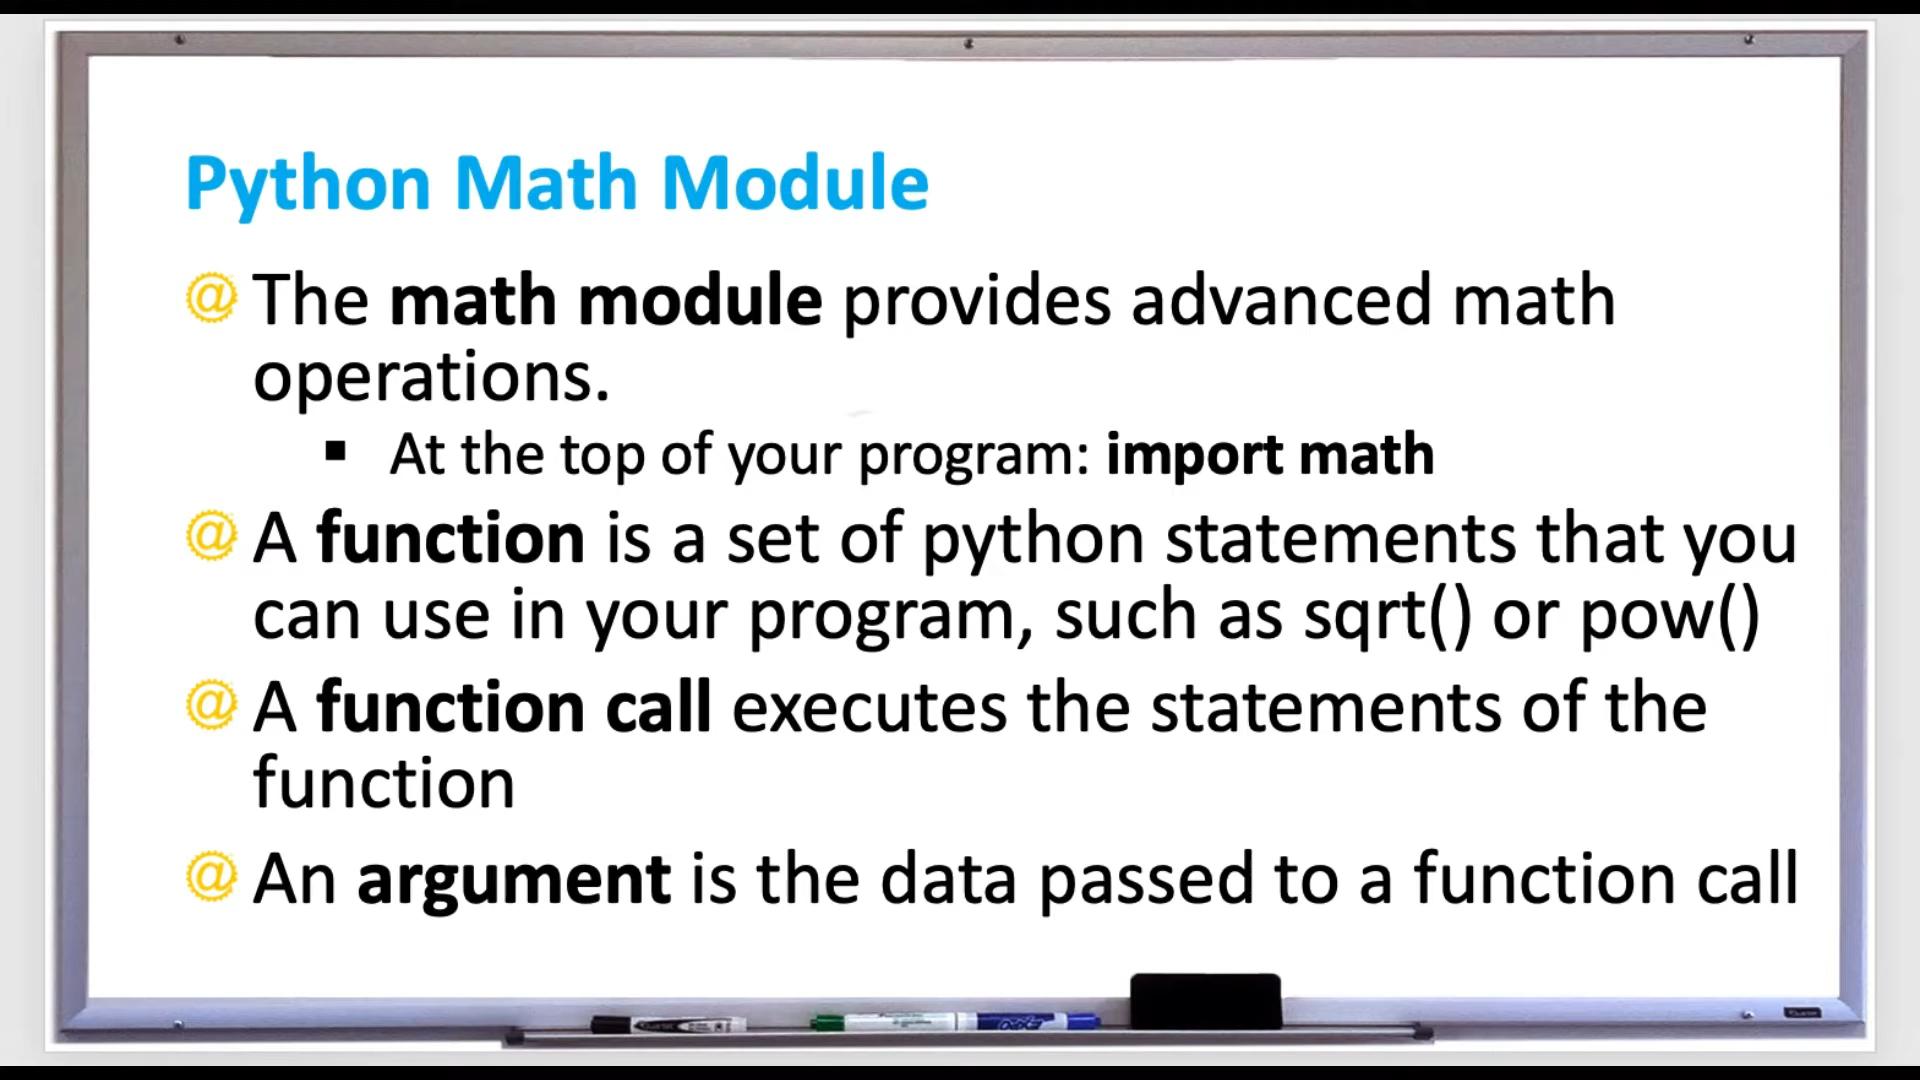 Python Math Module
@ The math module provides advanced math
operations.
▪ At the top of your program: import math
@ A function is a set of python statements that you
can use in your program, such as sqrt() or pow()
@ A function call executes the statements of the
function
@ An argument is the data passed to a function call